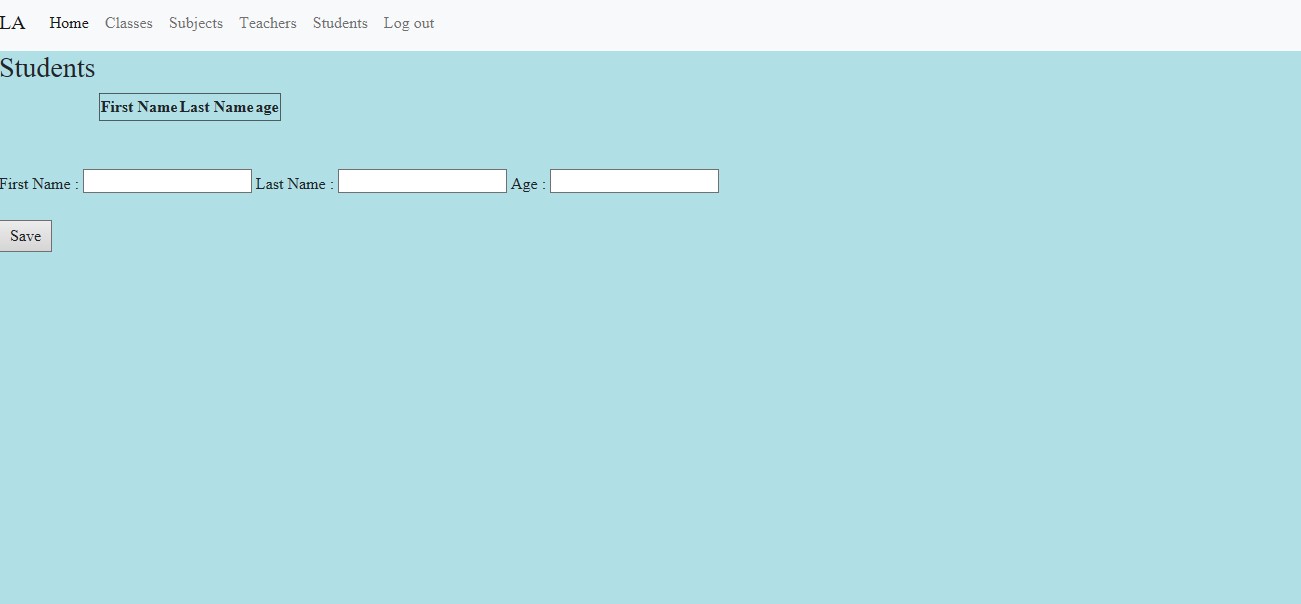 LA Home Classes Subjects Teachers Students Log out
Students
First Name Last Name age
First Name : Last Name : Age :
Save